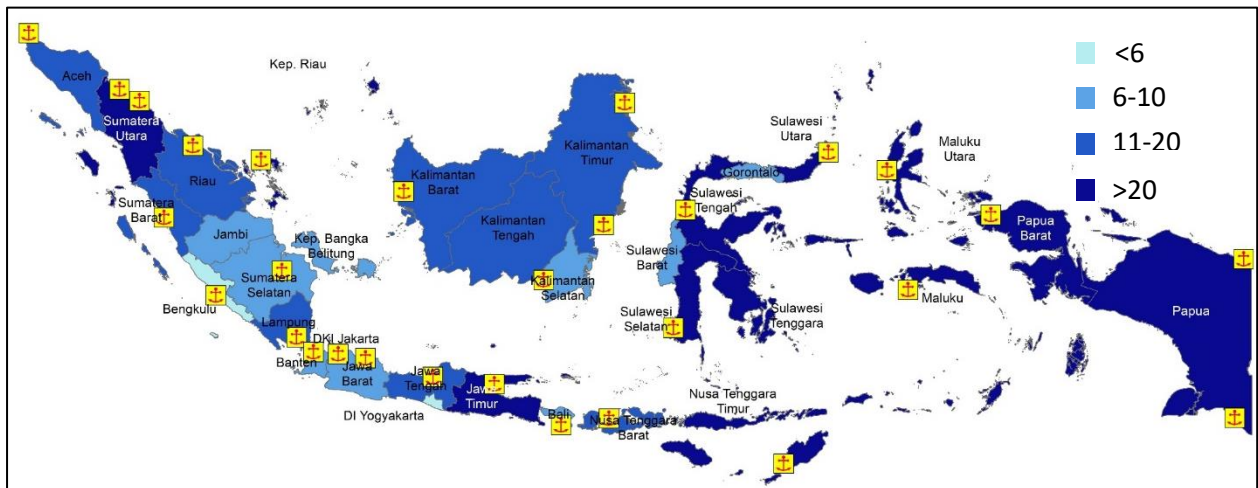 <6
6-10
11-20
>20
Kep. Riau
Aceh
Sumatera
Utara
Riau
Sumatera
Barat
Jambi
Kep. Bangka
Belitung
Sumatera
Selatan
Bengkulu
Lampung
DKI Jakarta
Banten
Jawa
Barat
Jawa
Tengah
DI Yogyakarta
Jawa
Timur
Bali
Nusa Tenggara
Barat
Nusa Tenggara
Timur
Kalimantan
Barat
Kalimantan
Tengah
Kalimantan
Timur
Kalimantan
Selatan
Sulawesi
Utara
Gorontalo
Sulawesi
Tengah
Sulawesi
Barat
Sulawesi
Selatan
Sulawesi
Tenggara
Maluku
Utara
Maluku
Papua
Barat
Papua